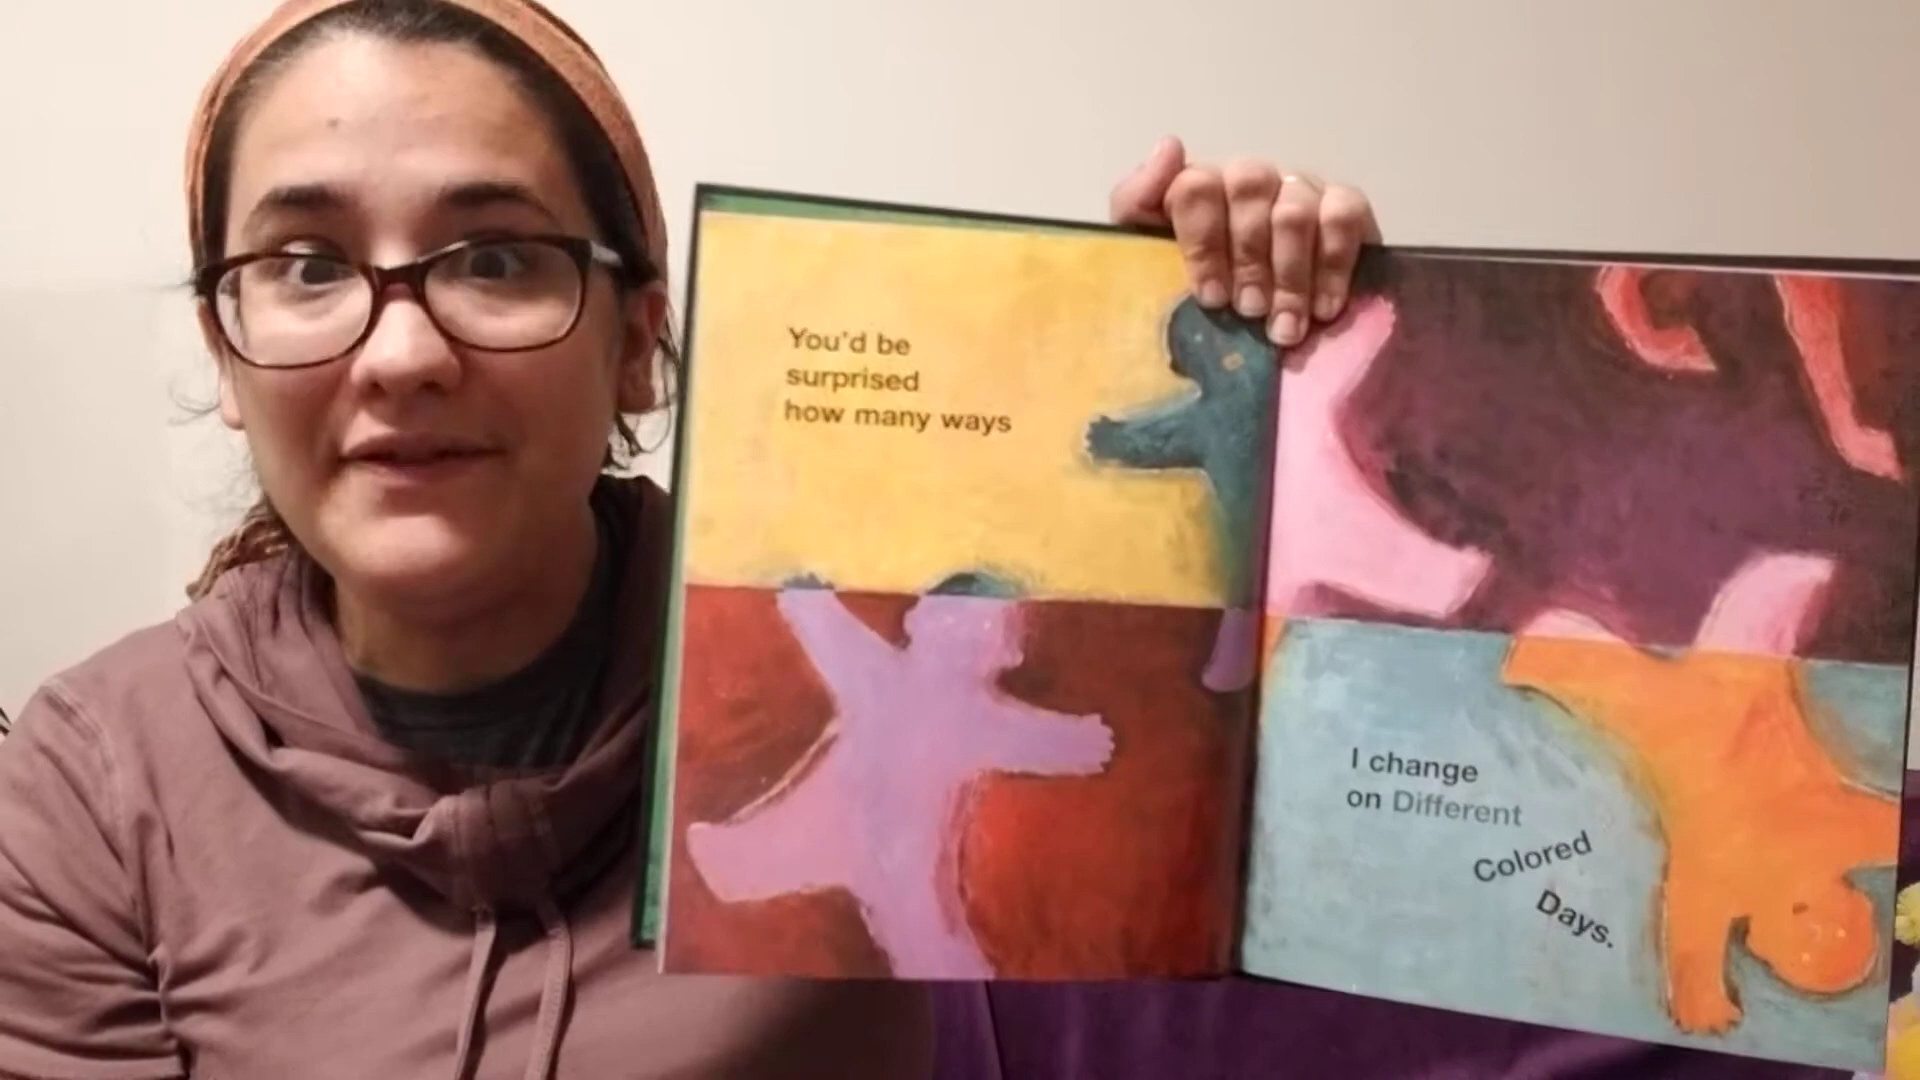 You'd be
surprised
how many ways
I change
on Different
Colored
Days.